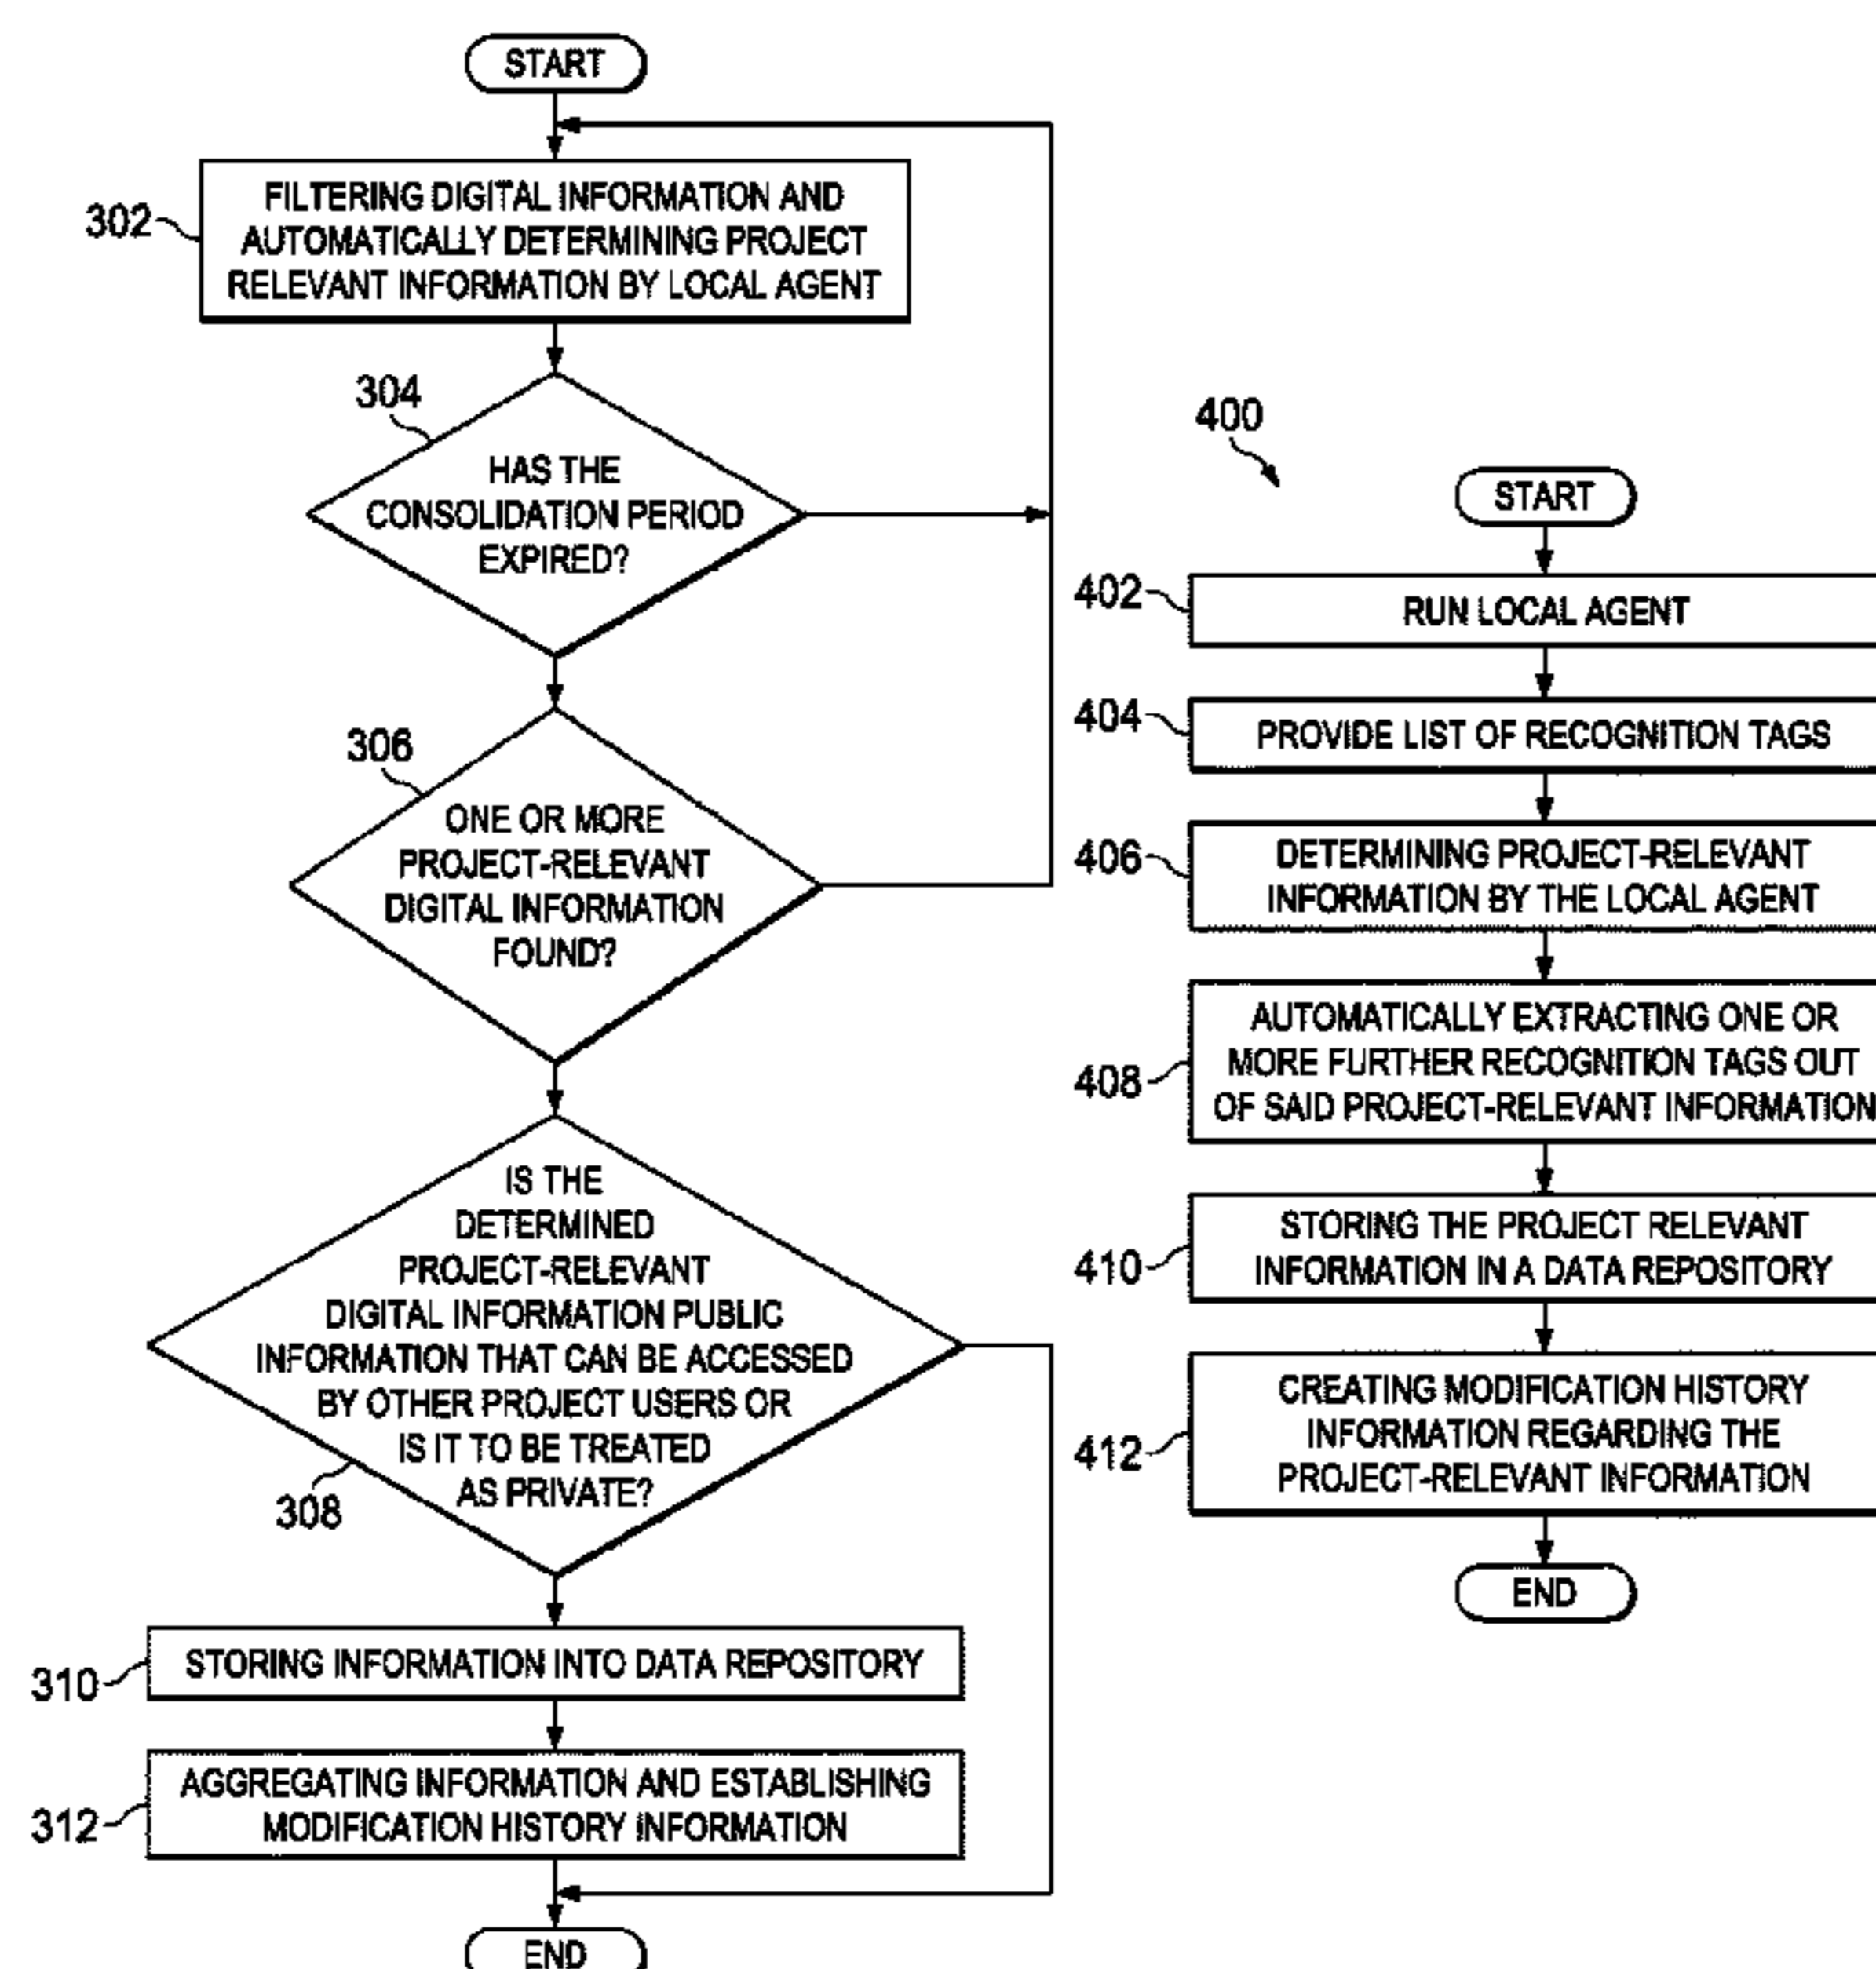 START
302
FILTERING DIGITAL INFORMATION AND
AUTOMATICALLY DETERMINING PROJECT
RELEVANT INFORMATION BY LOCAL AGENT
304
HAS THE
CONSOLIDATION PERIOD
EXPIRED?
306
ONE OR MORE
PROJECT-RELEVANT
DIGITAL INFORMATION
FOUND?
IS THE
DETERMINED
PROJECT-RELEVANT
DIGITAL INFORMATION PUBLIC
INFORMATION THAT CAN BE ACCESSED
BY OTHER PROJECT USERS OR
IS IT TO BE TREATED
AS PRIVATE?
308
310
STORING INFORMATION INTO DATA REPOSITORY
312
AGGREGATING INFORMATION AND ESTABLISHING
MODIFICATION HISTORY INFORMATION
END
400
START
402
RUN LOCAL AGENT
404
PROVIDE LIST OF RECOGNITION TAGS
406
DETERMINING PROJECT-RELEVANT
INFORMATION BY THE LOCAL AGENT
408
AUTOMATICALLY EXTRACTING ONE OR
MORE FURTHER RECOGNITION TAGS OUT
OF SAID PROJECT-RELEVANT INFORMATION
410
STORING THE PROJECT RELEVANT
INFORMATION IN A DATA REPOSITORY
412
CREATING MODIFICATION HISTORY
INFORMATION REGARDING THE
PROJECT-RELEVANT INFORMATION
END